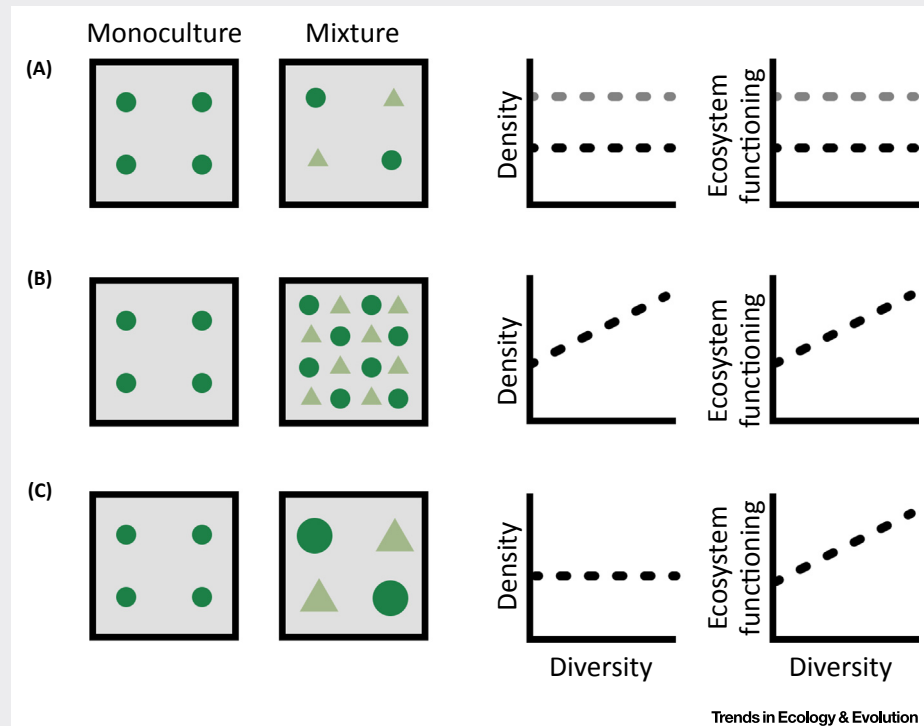 Monoculture Mixture
(A)
Density
Ecosystem
functioning
(B)
Density
Ecosystem
functioning
(C)
Density
Ecosystem
functioning
Diversity Diversity
Trends in Ecology & Evolution